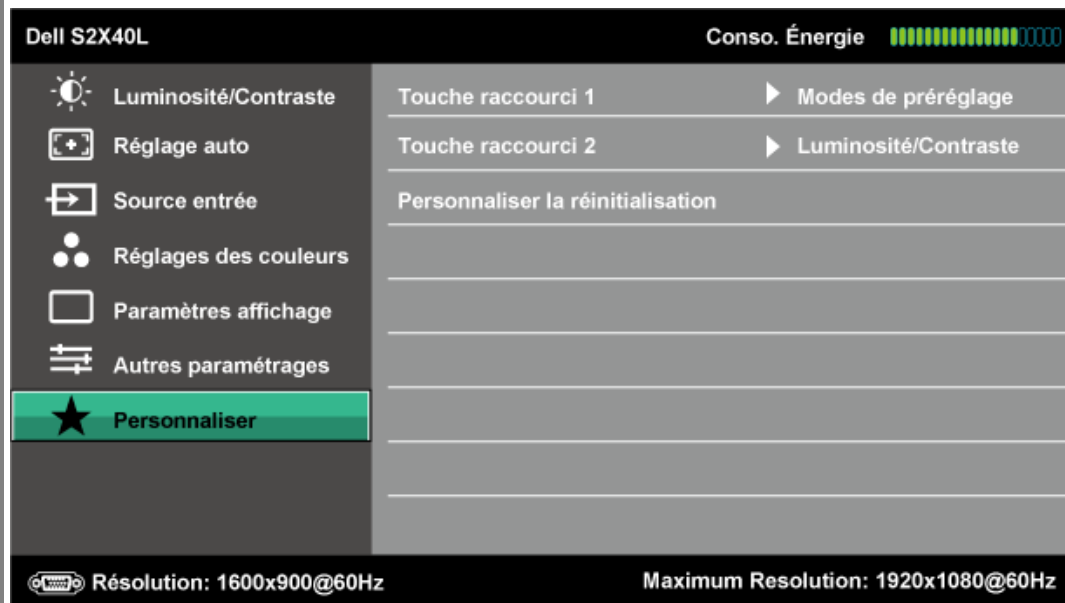 Dell S2X40L
Conso. Énergie
Luminosité/Contraste
Réglage auto
Source entrée
Réglages des couleurs
Paramètres affichage
Autres paramétrages
Personnaliser
Touche raccourci 1
Modes de préréglage
Touche raccourci 2
Luminosité/Contraste
Personnaliser la réinitialisation
Résolution: 1600x900@60Hz
Maximum Resolution: 1920x1080@60Hz